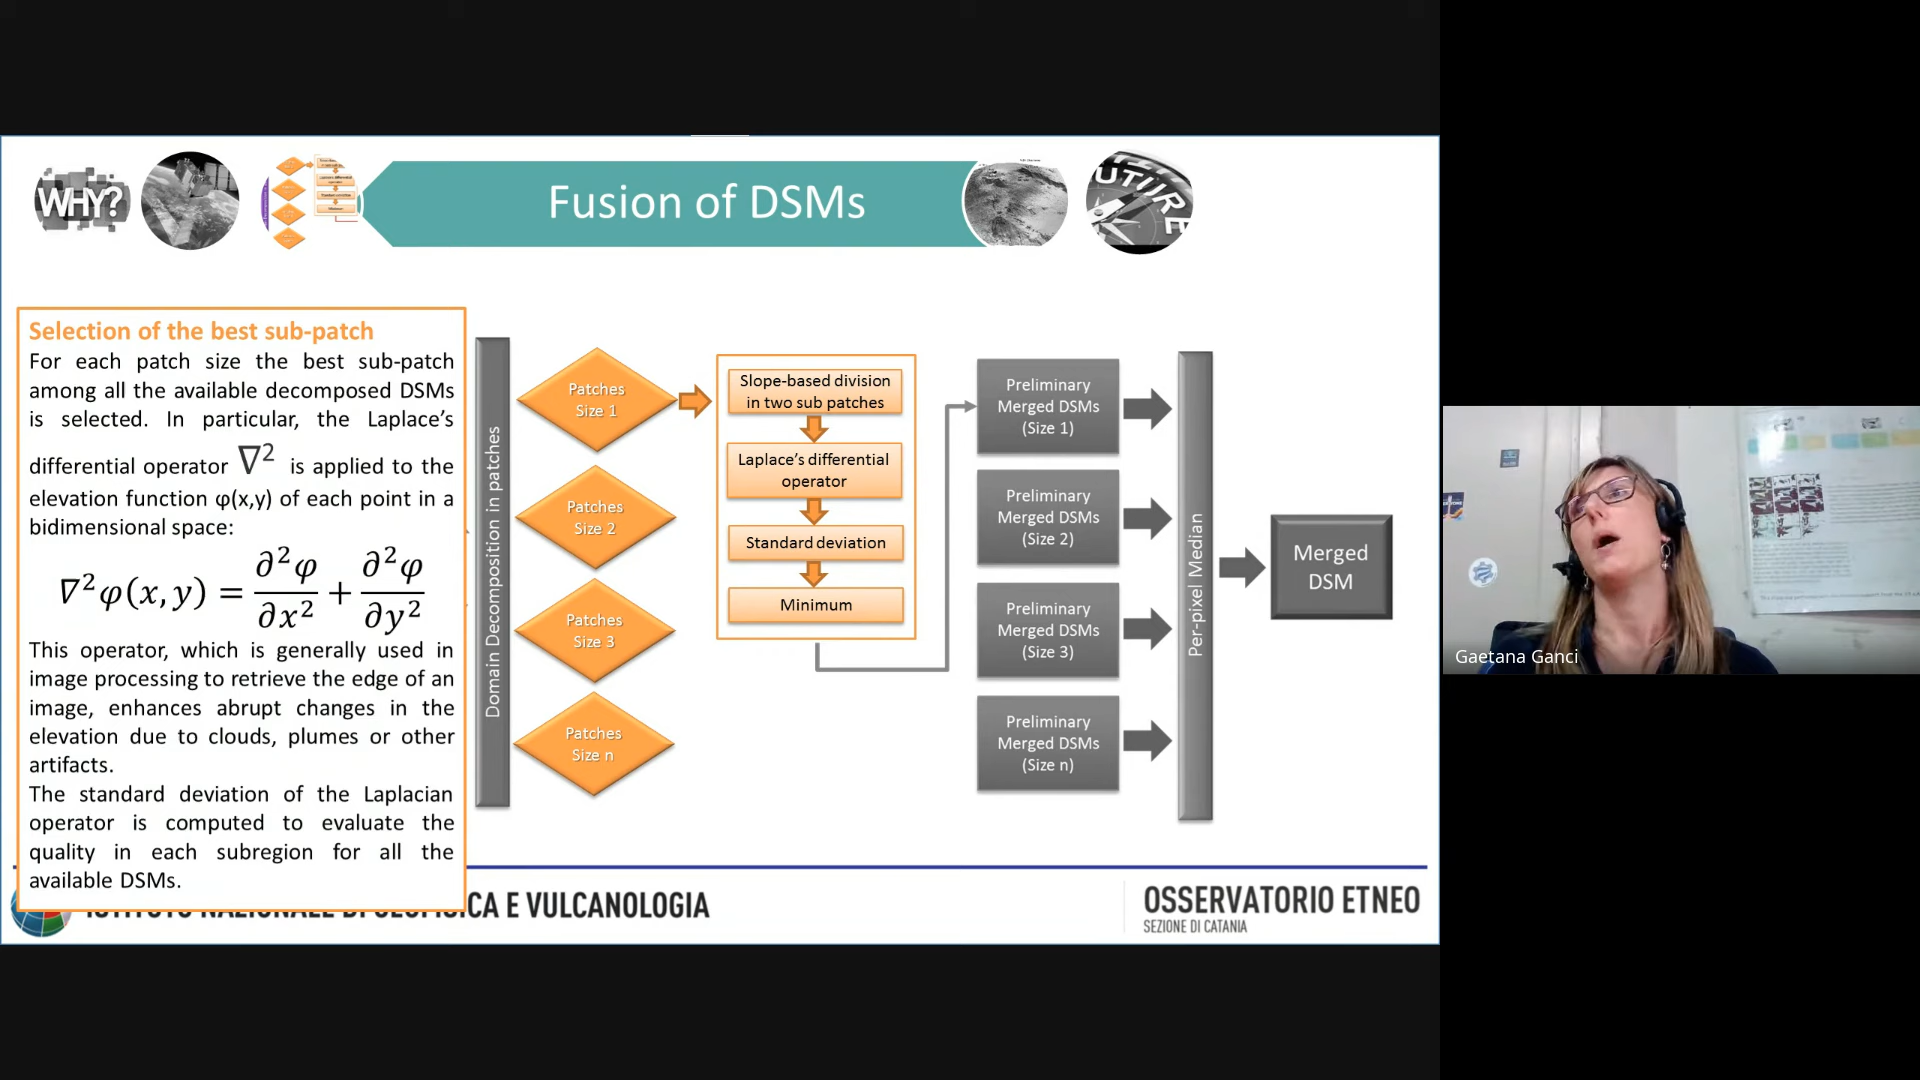 WHY?
Fusion of DSMs
FUTURE
Selection of the best sub-patch
For each patch size the best sub-patch
among all the available decomposed DSMs
is selected. In particular, the Laplace’s
differential operator ∇² is applied to the
elevation function φ(x,y) of each point in a
bidimensional space:
∇²φ(x, y) = ∂²φ/∂x² + ∂²φ/∂y²
This operator, which is generally used in
image processing to retrieve the edge of an
image, enhances abrupt changes in the
elevation due to clouds, plumes or other
artifacts.
The standard deviation of the Laplacian
operator is computed to evaluate the
quality in each subregion for all the
available DSMs.
Domain Decomposition in patches
Patches
Size 1
Patches
Size 2
Patches
Size 3
Patches
Size n
Slope-based division
in two sub patches
Laplace’s differential
operator
Standard deviation
Minimum
Preliminary
Merged DSMs
(Size 1)
Preliminary
Merged DSMs
(Size 2)
Preliminary
Merged DSMs
(Size 3)
Preliminary
Merged DSMs
(Size n)
Per-pixel Median
Merged
DSM
ISTITUTO NAZIONALE DI GEOFISICA E VULCANOLOGIA
OSSERVATORIO ETNEO
SEZIONE DI CATANIA
Gaetana Ganci